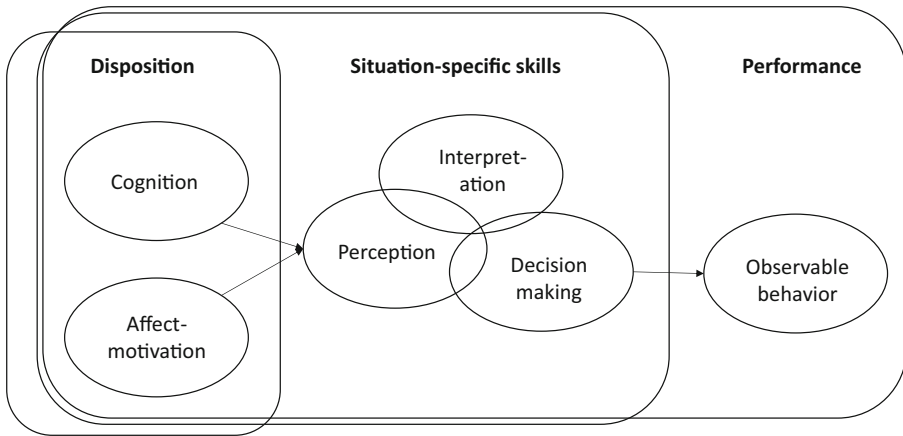 Disposition
Situation-specific skills
Performance
Cognition
Interpret-
ation
Perception
Decision
making
Observable
behavior
Affect-
motivation